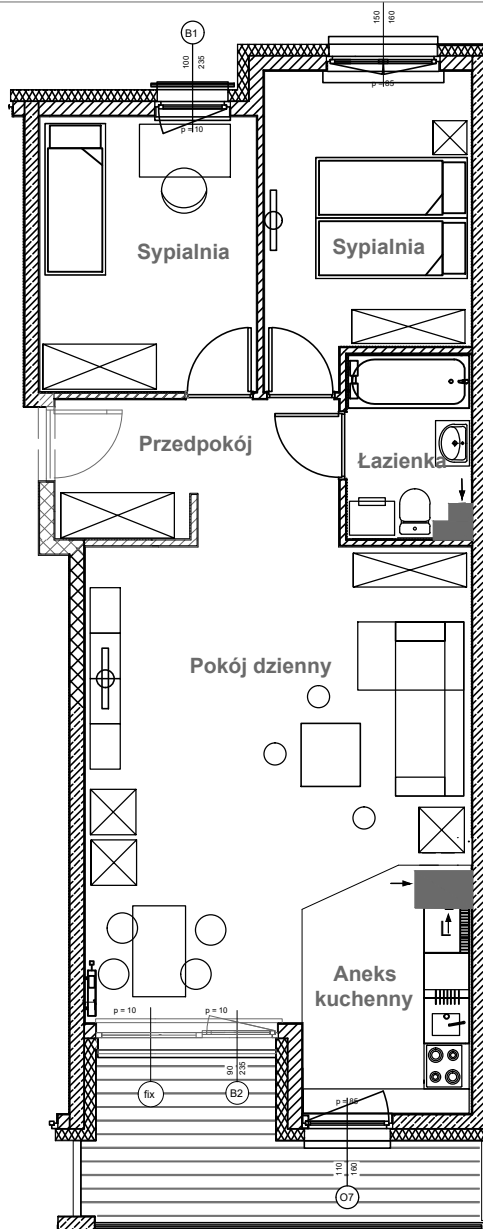 B1
150
160
100
235
p = 85
p = 10
Sypialnia
Sypialnia
Przedpokój
Łazienka
Pokój dzienny
Aneks
kuchenny
p = 10
p = 10
fix
90
235
B2
p = 85
110
160
O7